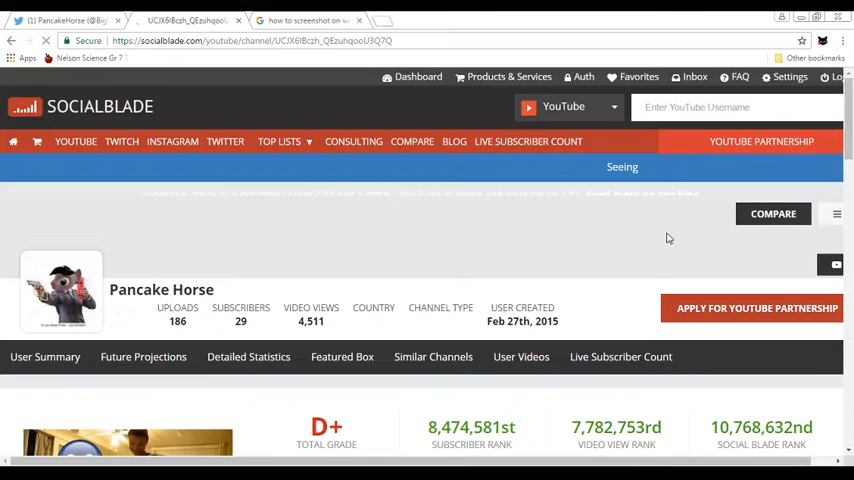 (1) PancakeHorse (@Big
UCJX6IBczh_QEzuhqooU
how to screenshot on w
Secure
https://socialblade.com/youtube/channel/UCJX6IBczh_QEzuhqooU3Q7Q
Apps
Nelson Science Gr 7
Other bookmarks
Dashboard Products & Services Auth Favorites Inbox FAQ Settings Lo
SOCIALBLADE
YouTube
Enter YouTube Username
YOUTUBE TWITCH INSTAGRAM TWITTER TOP LISTS CONSULTING COMPARE BLOG LIVE SUBSCRIBER COUNT YOUTUBE PARTNERSHIP
Seeing
COMPARE
Pancake Horse
UPLOADS SUBSCRIBERS VIDEO VIEWS COUNTRY CHANNEL TYPE USER CREATED
186 29 4,511 Feb 27th, 2015
APPLY FOR YOUTUBE PARTNERSHIP
User Summary Future Projections Detailed Statistics Featured Box Similar Channels User Videos Live Subscriber Count
D+ 8,474,581st 7,782,753rd 10,768,632nd
TOTAL GRADE SUBSCRIBER RANK VIDEO VIEW RANK SOCIAL BLADE RANK